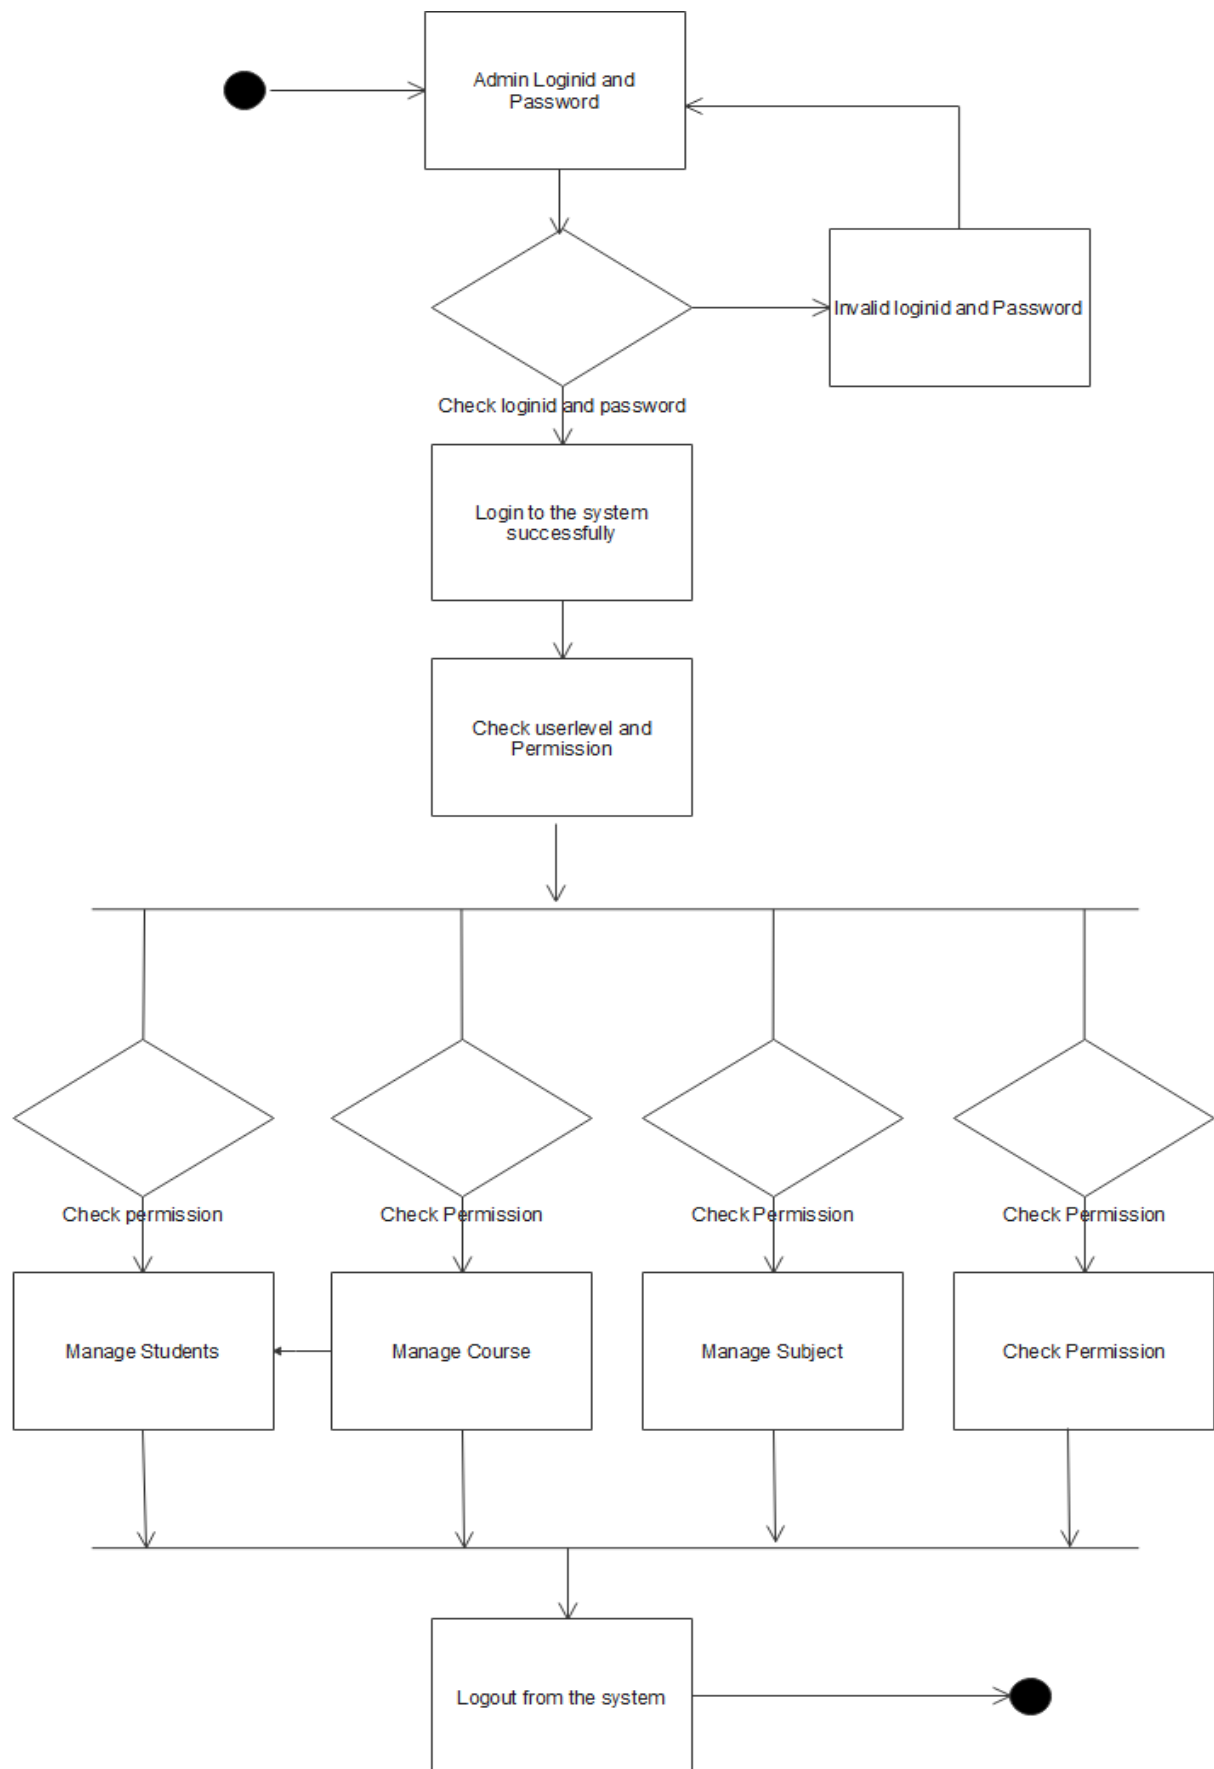 Admin Loginid and
Password
Invalid loginid and Password
Check loginid and password
Login to the system
successfully
Check userlevel and
Permission
Check permission
Check Permission
Check Permission
Check Permission
Manage Students
Manage Course
Manage Subject
Check Permission
Logout from the system